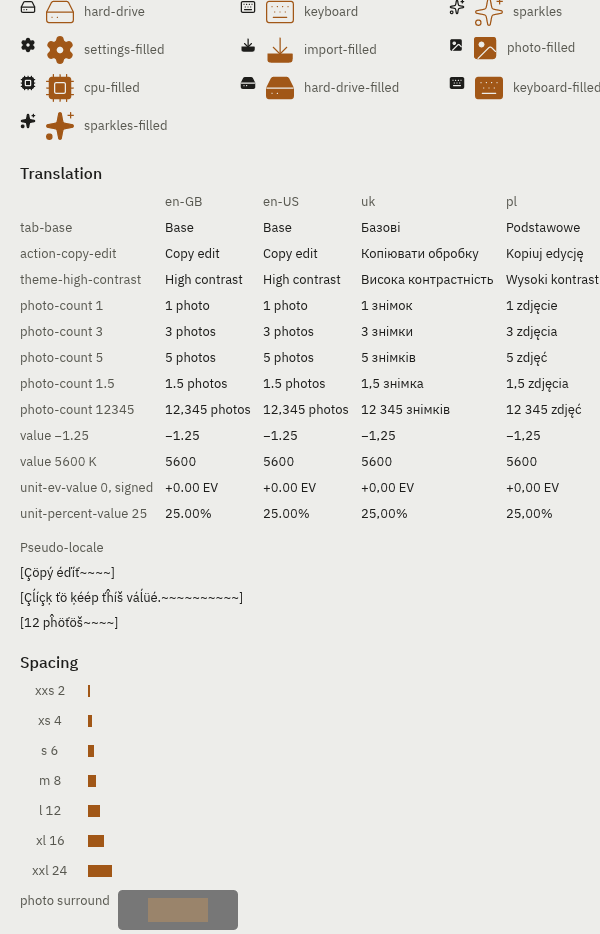 hard-drive keyboard sparkles
settings-filled import-filled photo-filled
cpu-filled hard-drive-filled keyboard-filled
sparkles-filled
Translation
en-GB en-US uk pl
tab-base Base Base Базові Podstawowe
action-copy-edit Copy edit Copy edit Копіювати обробку Kopiuj edycję
theme-high-contrast High contrast High contrast Висока контрастність Wysoki kontrast
photo-count 1 1 photo 1 photo 1 знімок 1 zdjęcie
photo-count 3 3 photos 3 photos 3 знімки 3 zdjęcia
photo-count 5 5 photos 5 photos 5 знімків 5 zdjęć
photo-count 1.5 1.5 photos 1.5 photos 1,5 знімка 1,5 zdjęcia
photo-count 12345 12,345 photos 12,345 photos 12 345 знімків 12 345 zdjęć
value −1.25 −1.25 −1.25 −1,25 −1,25
value 5600 K 5600 5600 5600 5600
unit-ev-value 0, signed +0.00 EV +0.00 EV +0,00 EV +0,00 EV
unit-percent-value 25 25.00% 25.00% 25,00% 25,00%
Pseudo-locale
[Çöpý éďíť~~~~]
[Çĺíçķ ťö ķéép ťĥíš váĺüé.~~~~~~~~~~]
[12 pĥöťöš~~~~]
Spacing
xxs 2
xs 4
s 6
m 8
l 12
xl 16
xxl 24
photo surround